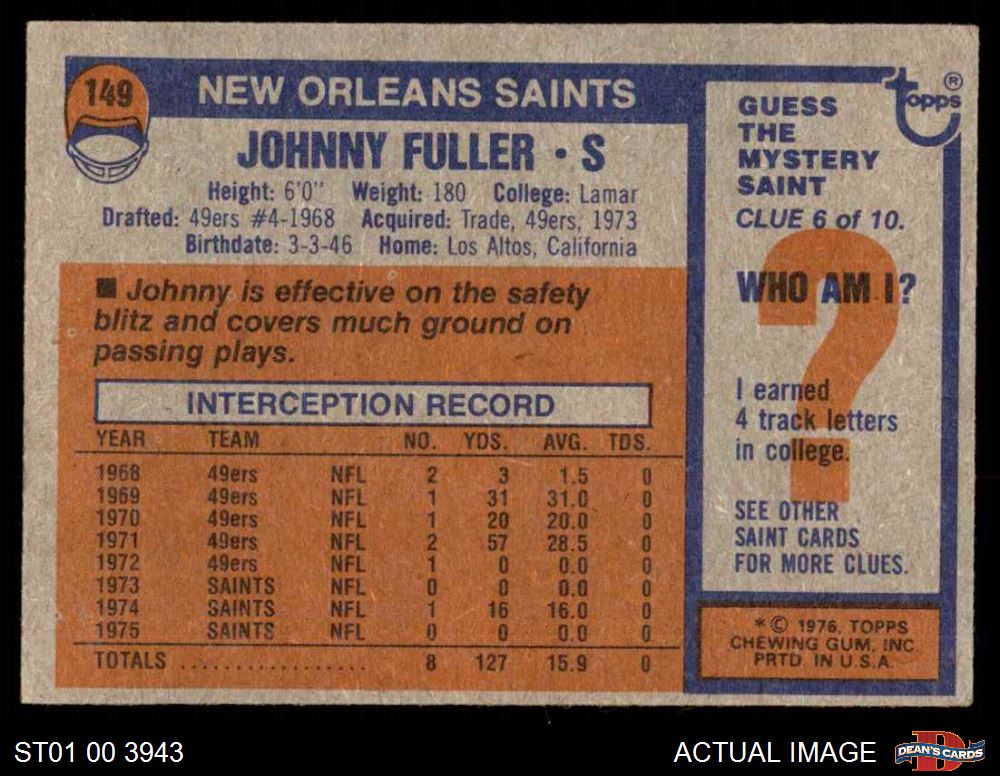 149
NEW ORLEANS SAINTS
JOHNNY FULLER • S
Height: 6'0" Weight: 180 College: Lamar
Drafted: 49ers #4-1968 Acquired: Trade, 49ers, 1973
Birthdate: 3-3-46 Home: Los Altos, California
■ Johnny is effective on the safety
blitz and covers much ground on
passing plays.
INTERCEPTION RECORD
YEAR TEAM NO. YDS. AVG. TDS.
1968 49ers NFL 2 3 1.5 0
1969 49ers NFL 1 31 31.0 0
1970 49ers NFL 1 20 20.0 0
1971 49ers NFL 2 57 28.5 0
1972 49ers NFL 1 0 0.0 0
1973 SAINTS NFL 0 0 0.0 0
1974 SAINTS NFL 1 16 16.0 0
1975 SAINTS NFL 0 0 0.0 0
TOTALS .................. 8 127 15.9 0
Topps ®
GUESS
THE
MYSTERY
SAINT
CLUE 6 of 10.
?
WHO AM I?
I earned
4 track letters
in college.
SEE OTHER
SAINT CARDS
FOR MORE CLUES.
* © 1976, TOPPS
CHEWING GUM, INC.
PRTD. IN U.S.A.
ST01 00 3943
ACTUAL IMAGE
DEAN'S CARDS